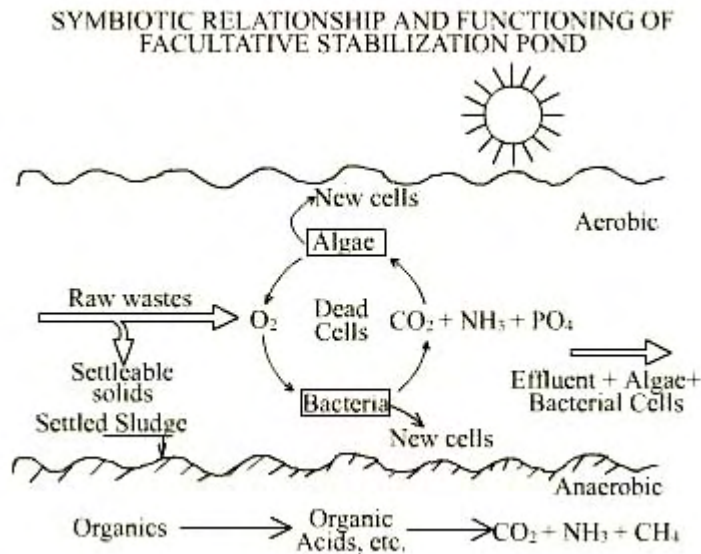 SYMBIOTIC RELATIONSHIP AND FUNCTIONING OF
FACULTATIVE STABILIZATION POND
New cells
Aerobic
Algae
Raw wastes
O₂
Dead
Cells
CO₂ + NH₃ + PO₄
Settleable
solids
Effluent + Algae+
Bacterial Cells
Bacteria
Settled Sludge
New cells
Anaerobic
Organics
Organic
Acids, etc.
CO₂ + NH₃ + CH₄